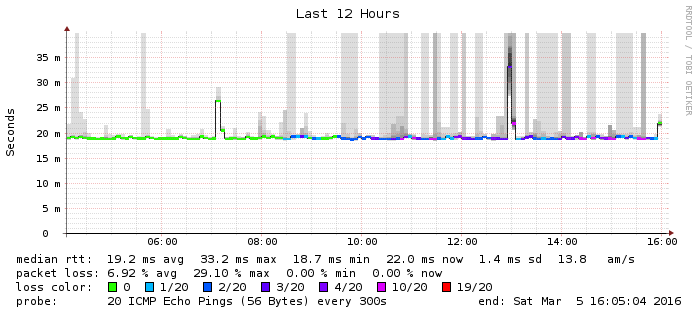 Last 12 Hours
RRDTOOL / TOBI OETIKER
Seconds
35 m
30 m
25 m
20 m
15 m
10 m
5 m
0
06:00 08:00 10:00 12:00 14:00 16:00
median rtt: 19.2 ms avg 33.2 ms max 18.7 ms min 22.0 ms now 1.4 ms sd 13.8 am/s
packet loss: 6.92 % avg 29.10 % max 0.00 % min 0.00 % now
loss color: 0 1/20 2/20 3/20 4/20 10/20 19/20
probe: 20 ICMP Echo Pings (56 Bytes) every 300s end: Sat Mar 5 16:05:04 2016